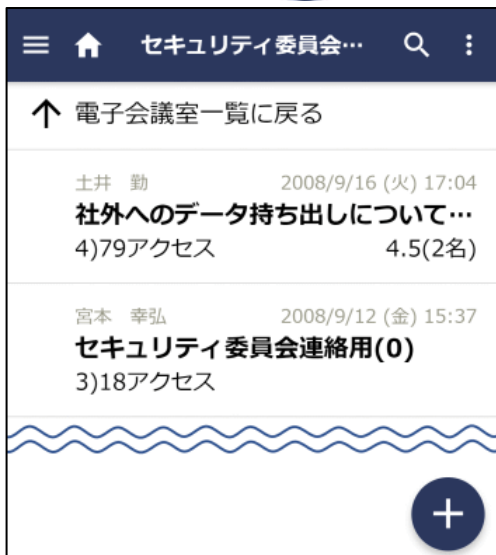 セキュリティ委員会…
電子会議室一覧に戻る
土井　勤 2008/9/16 (火) 17:04
社外へのデータ持ち出しについて…
4)79アクセス 4.5(2名)
宮本　幸弘 2008/9/12 (金) 15:37
セキュリティ委員会連絡用(0)
3)18アクセス